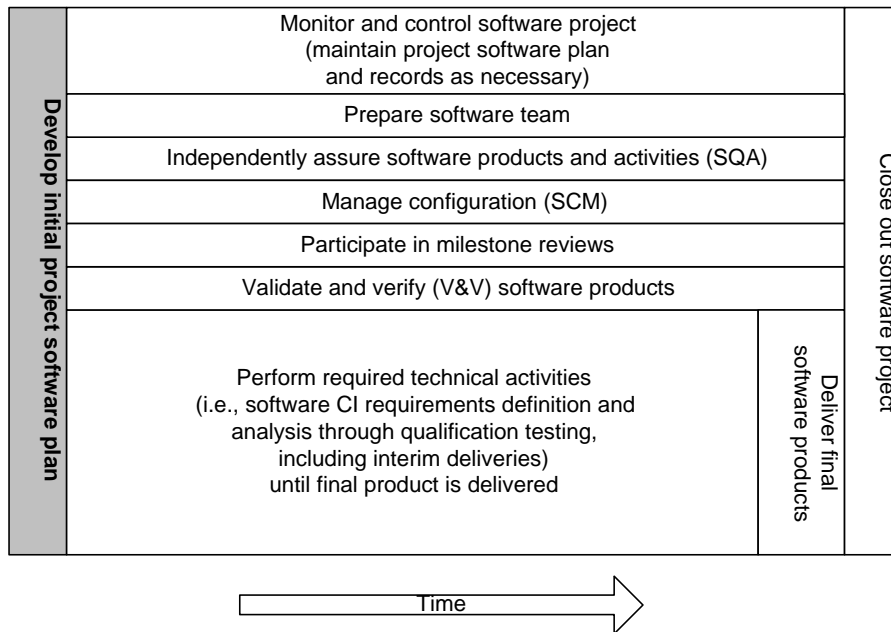 Develop initial project software plan
Monitor and control software project
(maintain project software plan
and records as necessary)
Prepare software team
Independently assure software products and activities (SQA)
Manage configuration (SCM)
Participate in milestone reviews
Validate and verify (V&V) software products
Perform required technical activities
(i.e., software CI requirements definition and
analysis through qualification testing,
including interim deliveries)
until final product is delivered
Deliver final
software products
Close out software project
Time